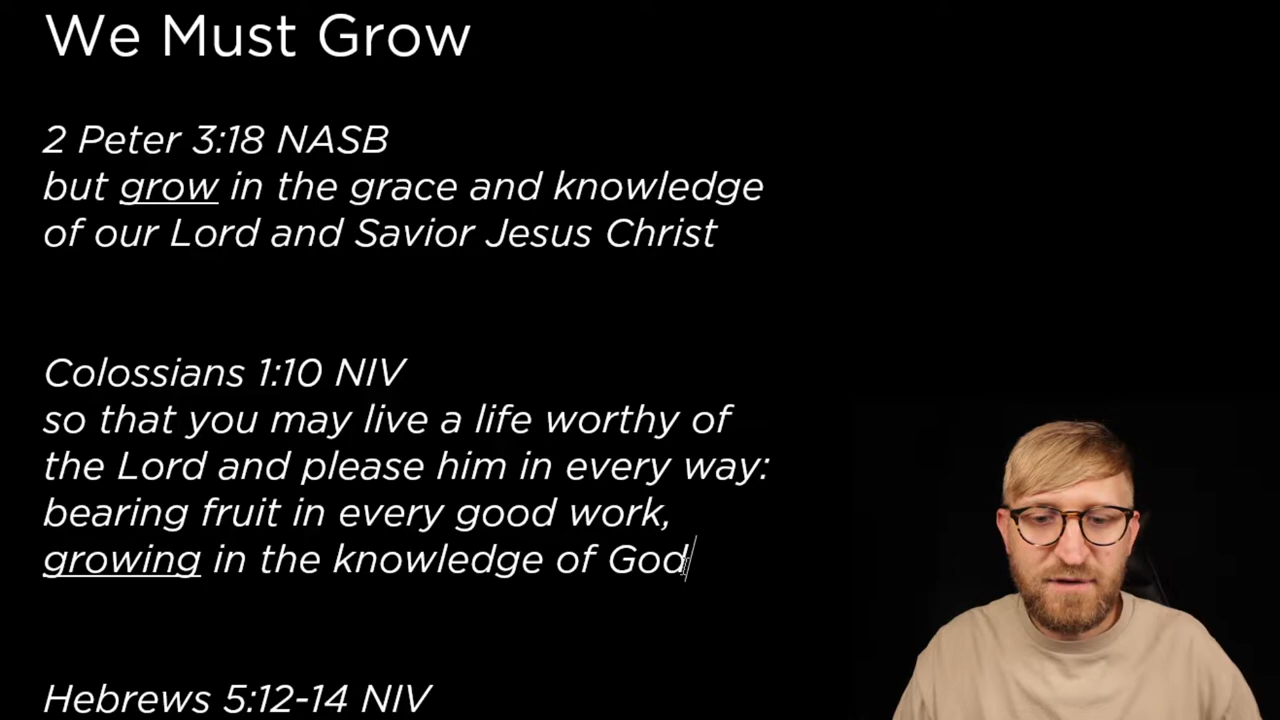 We Must Grow
2 Peter 3:18 NASB
but grow in the grace and knowledge
of our Lord and Savior Jesus Christ
Colossians 1:10 NIV
so that you may live a life worthy of
the Lord and please him in every way:
bearing fruit in every good work,
growing in the knowledge of God
Hebrews 5:12-14 NIV